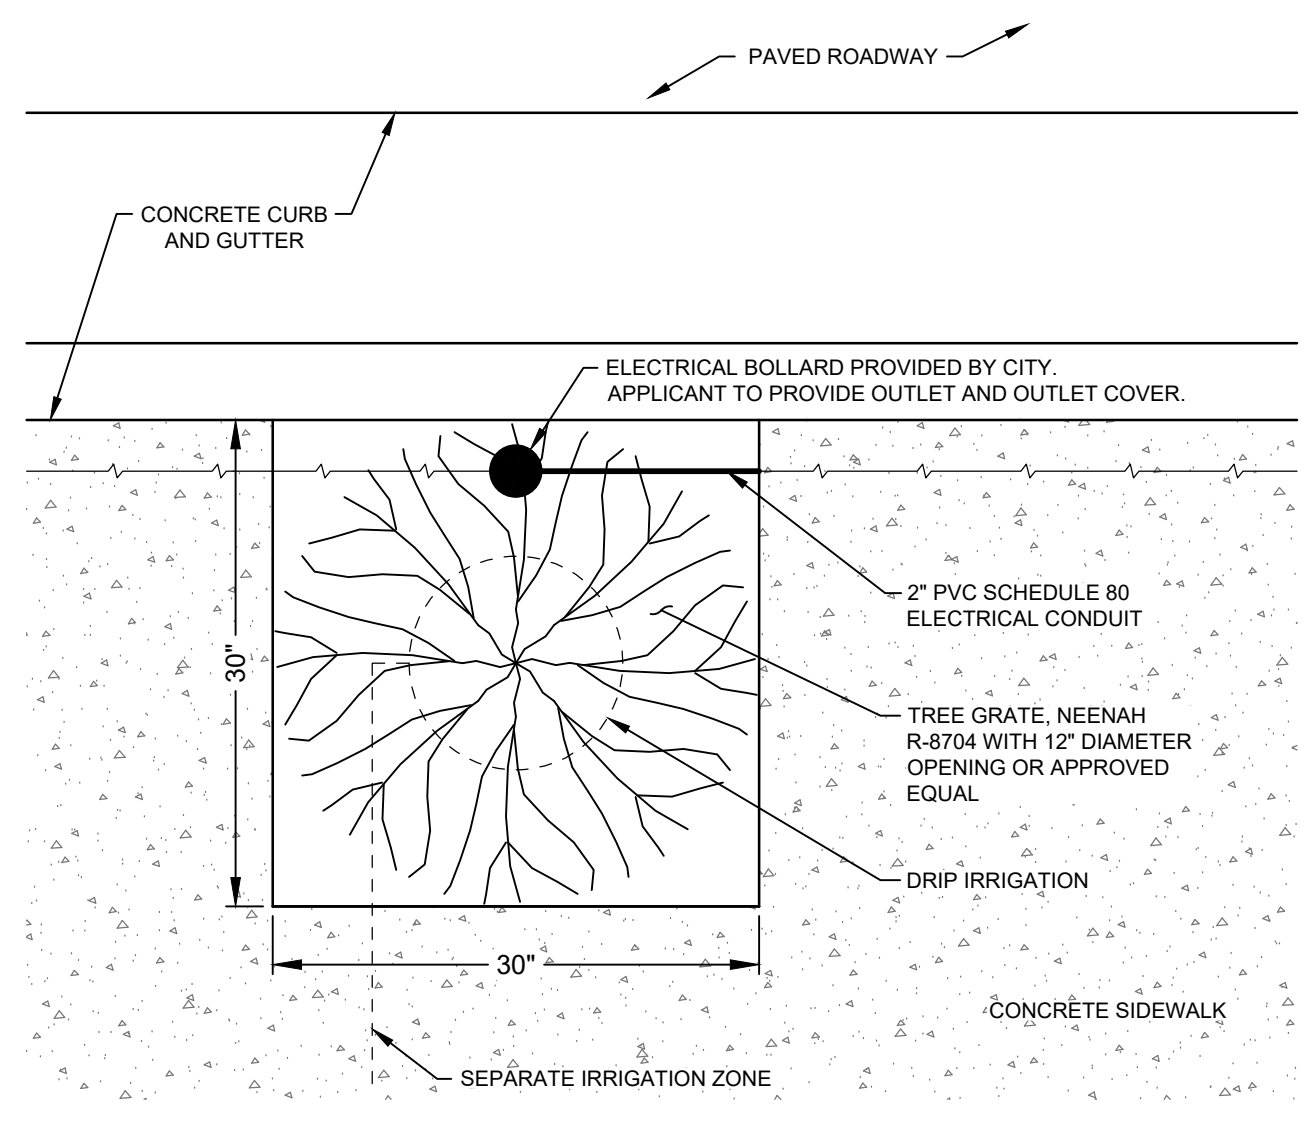 PAVED ROADWAY
CONCRETE CURB
AND GUTTER
ELECTRICAL BOLLARD PROVIDED BY CITY.
APPLICANT TO PROVIDE OUTLET AND OUTLET COVER.
2" PVC SCHEDULE 80
ELECTRICAL CONDUIT
30"
TREE GRATE, NEENAH
R-8704 WITH 12" DIAMETER
OPENING OR APPROVED
EQUAL
DRIP IRRIGATION
30"
CONCRETE SIDEWALK
SEPARATE IRRIGATION ZONE